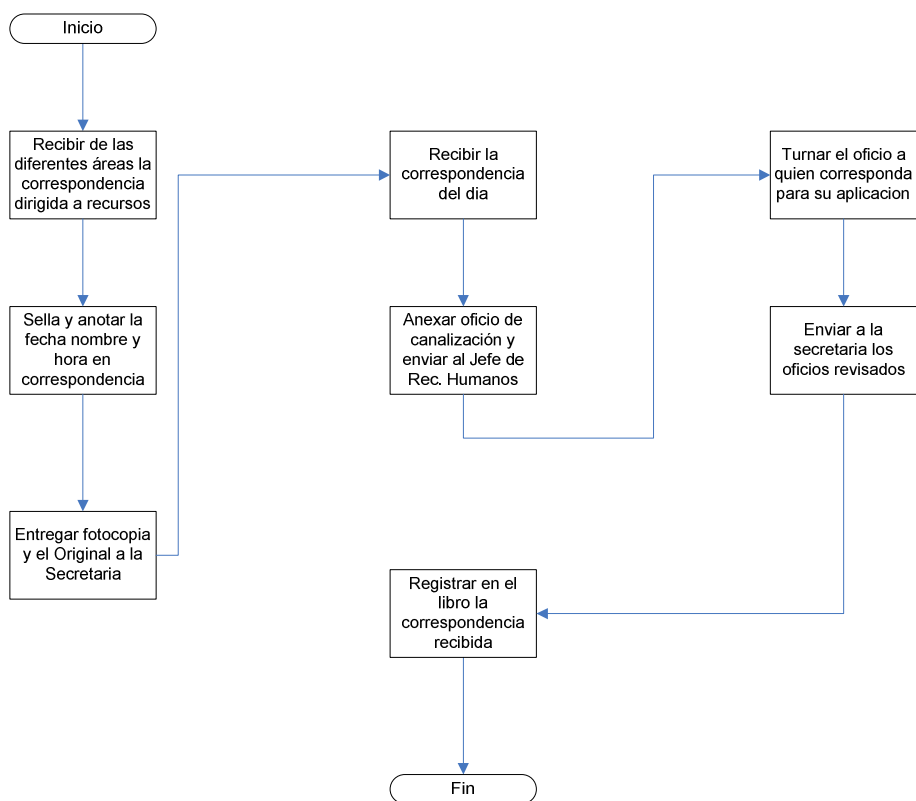 Inicio
Recibir de las
diferentes áreas la
correspondencia
dirigida a recursos
Sella y anotar la
fecha nombre y
hora en
correspondencia
Entregar fotocopia
y el Original a la
Secretaria
Recibir la
correspondencia
del dia
Anexar oficio de
canalización y
enviar al Jefe de
Rec. Humanos
Turnar el oficio a
quien corresponda
para su aplicacion
Enviar a la
secretaria los
oficios revisados
Registrar en el
libro la
correspondencia
recibida
Fin